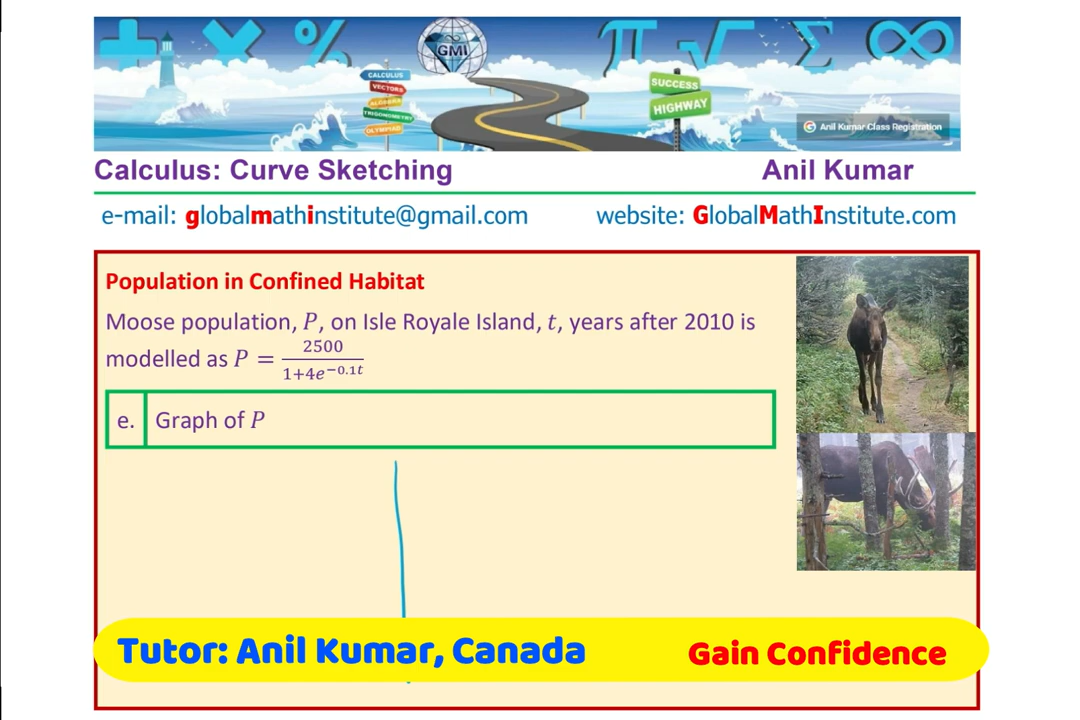 GMI
CALCULUS
VECTORS
ALGEBRA
TRIGONOMETRY
OLYMPIAD
SUCCESS
HIGHWAY
Anil Kumar Class Registration
Calculus: Curve Sketching
Anil Kumar
e-mail: globalmathinstitute@gmail.com
website: GlobalMathInstitute.com
Population in Confined Habitat
Moose population, P, on Isle Royale Island, t, years after 2010 is
modelled as P = 2500/(1+4e^−0.1t)
e. Graph of P
Tutor: Anil Kumar, Canada
Gain Confidence